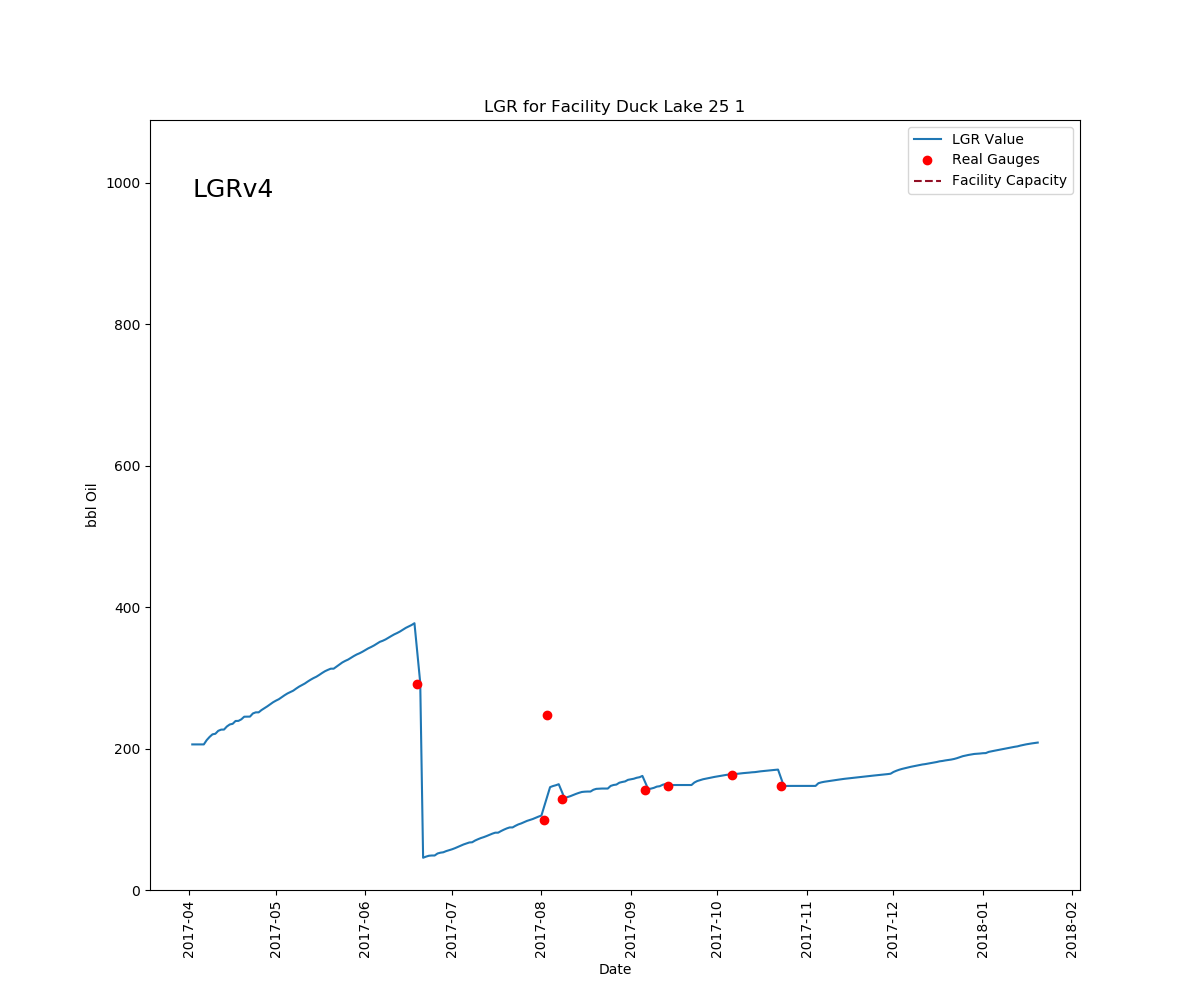 LGR for Facility Duck Lake 25 1
LGR Value
Real Gauges
Facility Capacity
LGRv4
1000
800
600
400
200
0
bbl Oil
2017-04
2017-05
2017-06
2017-07
2017-08
2017-09
2017-10
2017-11
2017-12
2018-01
2018-02
Date